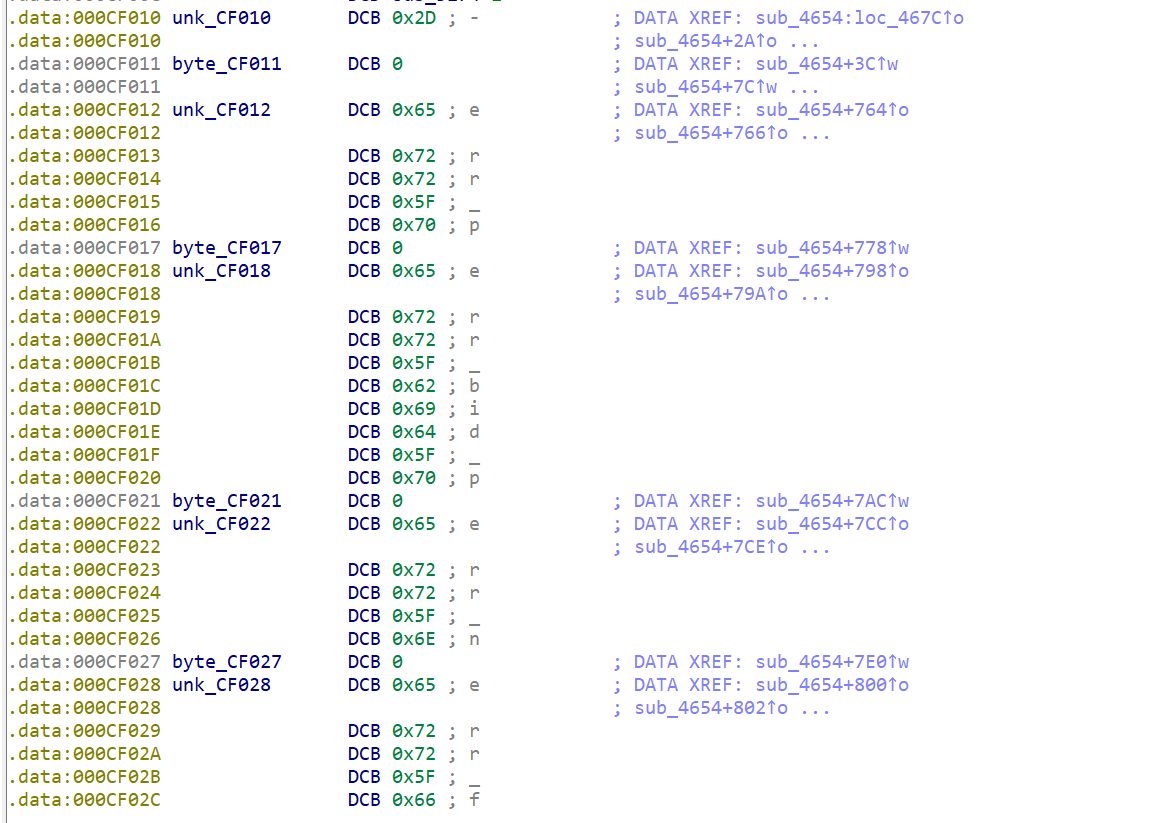 .data:000CF010 unk_CF010 DCB 0x2D ; - ; DATA XREF: sub_4654:loc_467C↑o
.data:000CF010 ; sub_4654+2A↑o ...
.data:000CF011 byte_CF011 DCB 0 ; DATA XREF: sub_4654+3C↑w
.data:000CF011 ; sub_4654+7C↑w ...
.data:000CF012 unk_CF012 DCB 0x65 ; e ; DATA XREF: sub_4654+764↑o
.data:000CF012 ; sub_4654+766↑o ...
.data:000CF013 DCB 0x72 ; r
.data:000CF014 DCB 0x72 ; r
.data:000CF015 DCB 0x5F ; _
.data:000CF016 DCB 0x70 ; p
.data:000CF017 byte_CF017 DCB 0 ; DATA XREF: sub_4654+778↑w
.data:000CF018 unk_CF018 DCB 0x65 ; e ; DATA XREF: sub_4654+798↑o
.data:000CF018 ; sub_4654+79A↑o ...
.data:000CF019 DCB 0x72 ; r
.data:000CF01A DCB 0x72 ; r
.data:000CF01B DCB 0x5F ; _
.data:000CF01C DCB 0x62 ; b
.data:000CF01D DCB 0x69 ; i
.data:000CF01E DCB 0x64 ; d
.data:000CF01F DCB 0x5F ; _
.data:000CF020 DCB 0x70 ; p
.data:000CF021 byte_CF021 DCB 0 ; DATA XREF: sub_4654+7AC↑w
.data:000CF022 unk_CF022 DCB 0x65 ; e ; DATA XREF: sub_4654+7CC↑o
.data:000CF022 ; sub_4654+7CE↑o ...
.data:000CF023 DCB 0x72 ; r
.data:000CF024 DCB 0x72 ; r
.data:000CF025 DCB 0x5F ; _
.data:000CF026 DCB 0x6E ; n
.data:000CF027 byte_CF027 DCB 0 ; DATA XREF: sub_4654+7E0↑w
.data:000CF028 unk_CF028 DCB 0x65 ; e ; DATA XREF: sub_4654+800↑o
.data:000CF028 ; sub_4654+802↑o ...
.data:000CF029 DCB 0x72 ; r
.data:000CF02A DCB 0x72 ; r
.data:000CF02B DCB 0x5F ; _
.data:000CF02C DCB 0x66 ; f